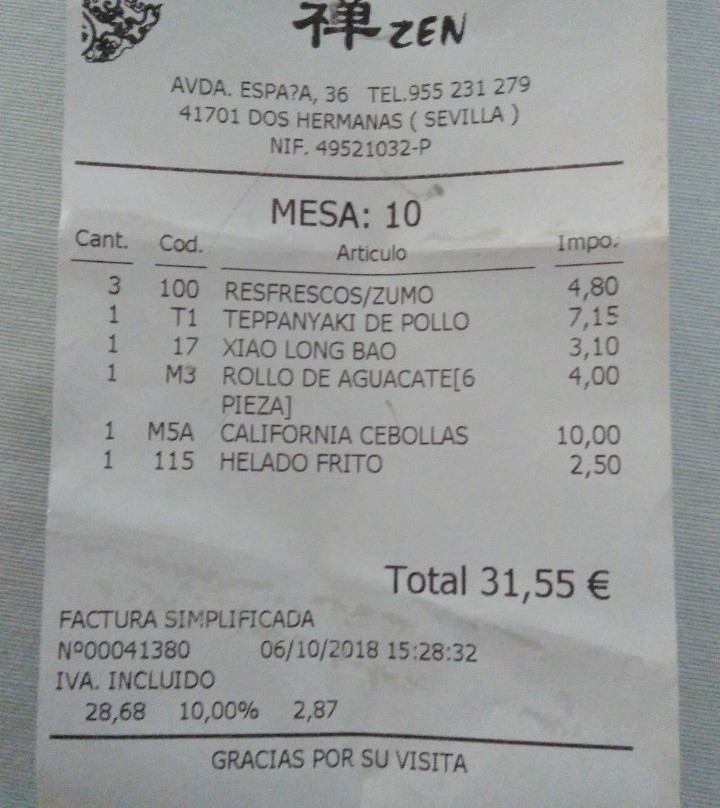 禅 ZEN
AVDA. ESPA?A, 36 TEL.955 231 279
41701 DOS HERMANAS ( SEVILLA )
NIF. 49521032-P
MESA: 10
Cant. Cod. Articulo Impo.
3 100 RESFRESCOS/ZUMO 4,80
1 T1 TEPPANYAKI DE POLLO 7,15
1 17 XIAO LONG BAO 3,10
1 M3 ROLLO DE AGUACATE[6 4,00
PIEZA]
1 M5A CALIFORNIA CEBOLLAS 10,00
1 115 HELADO FRITO 2,50
Total 31,55 €
FACTURA SIMPLIFICADA
Nº00041380 06/10/2018 15:28:32
IVA. INCLUIDO
28,68 10,00% 2,87
GRACIAS POR SU VISITA